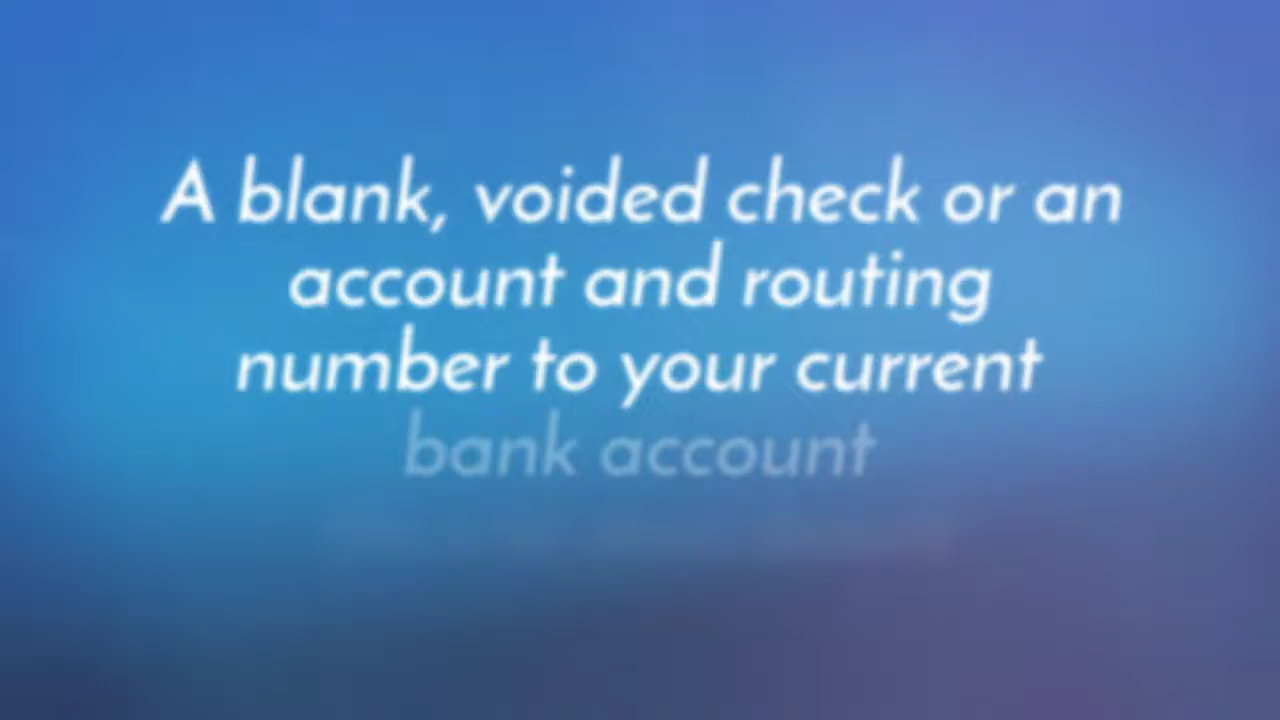 A blank, voided check or an
account and routing
number to your current
bank account